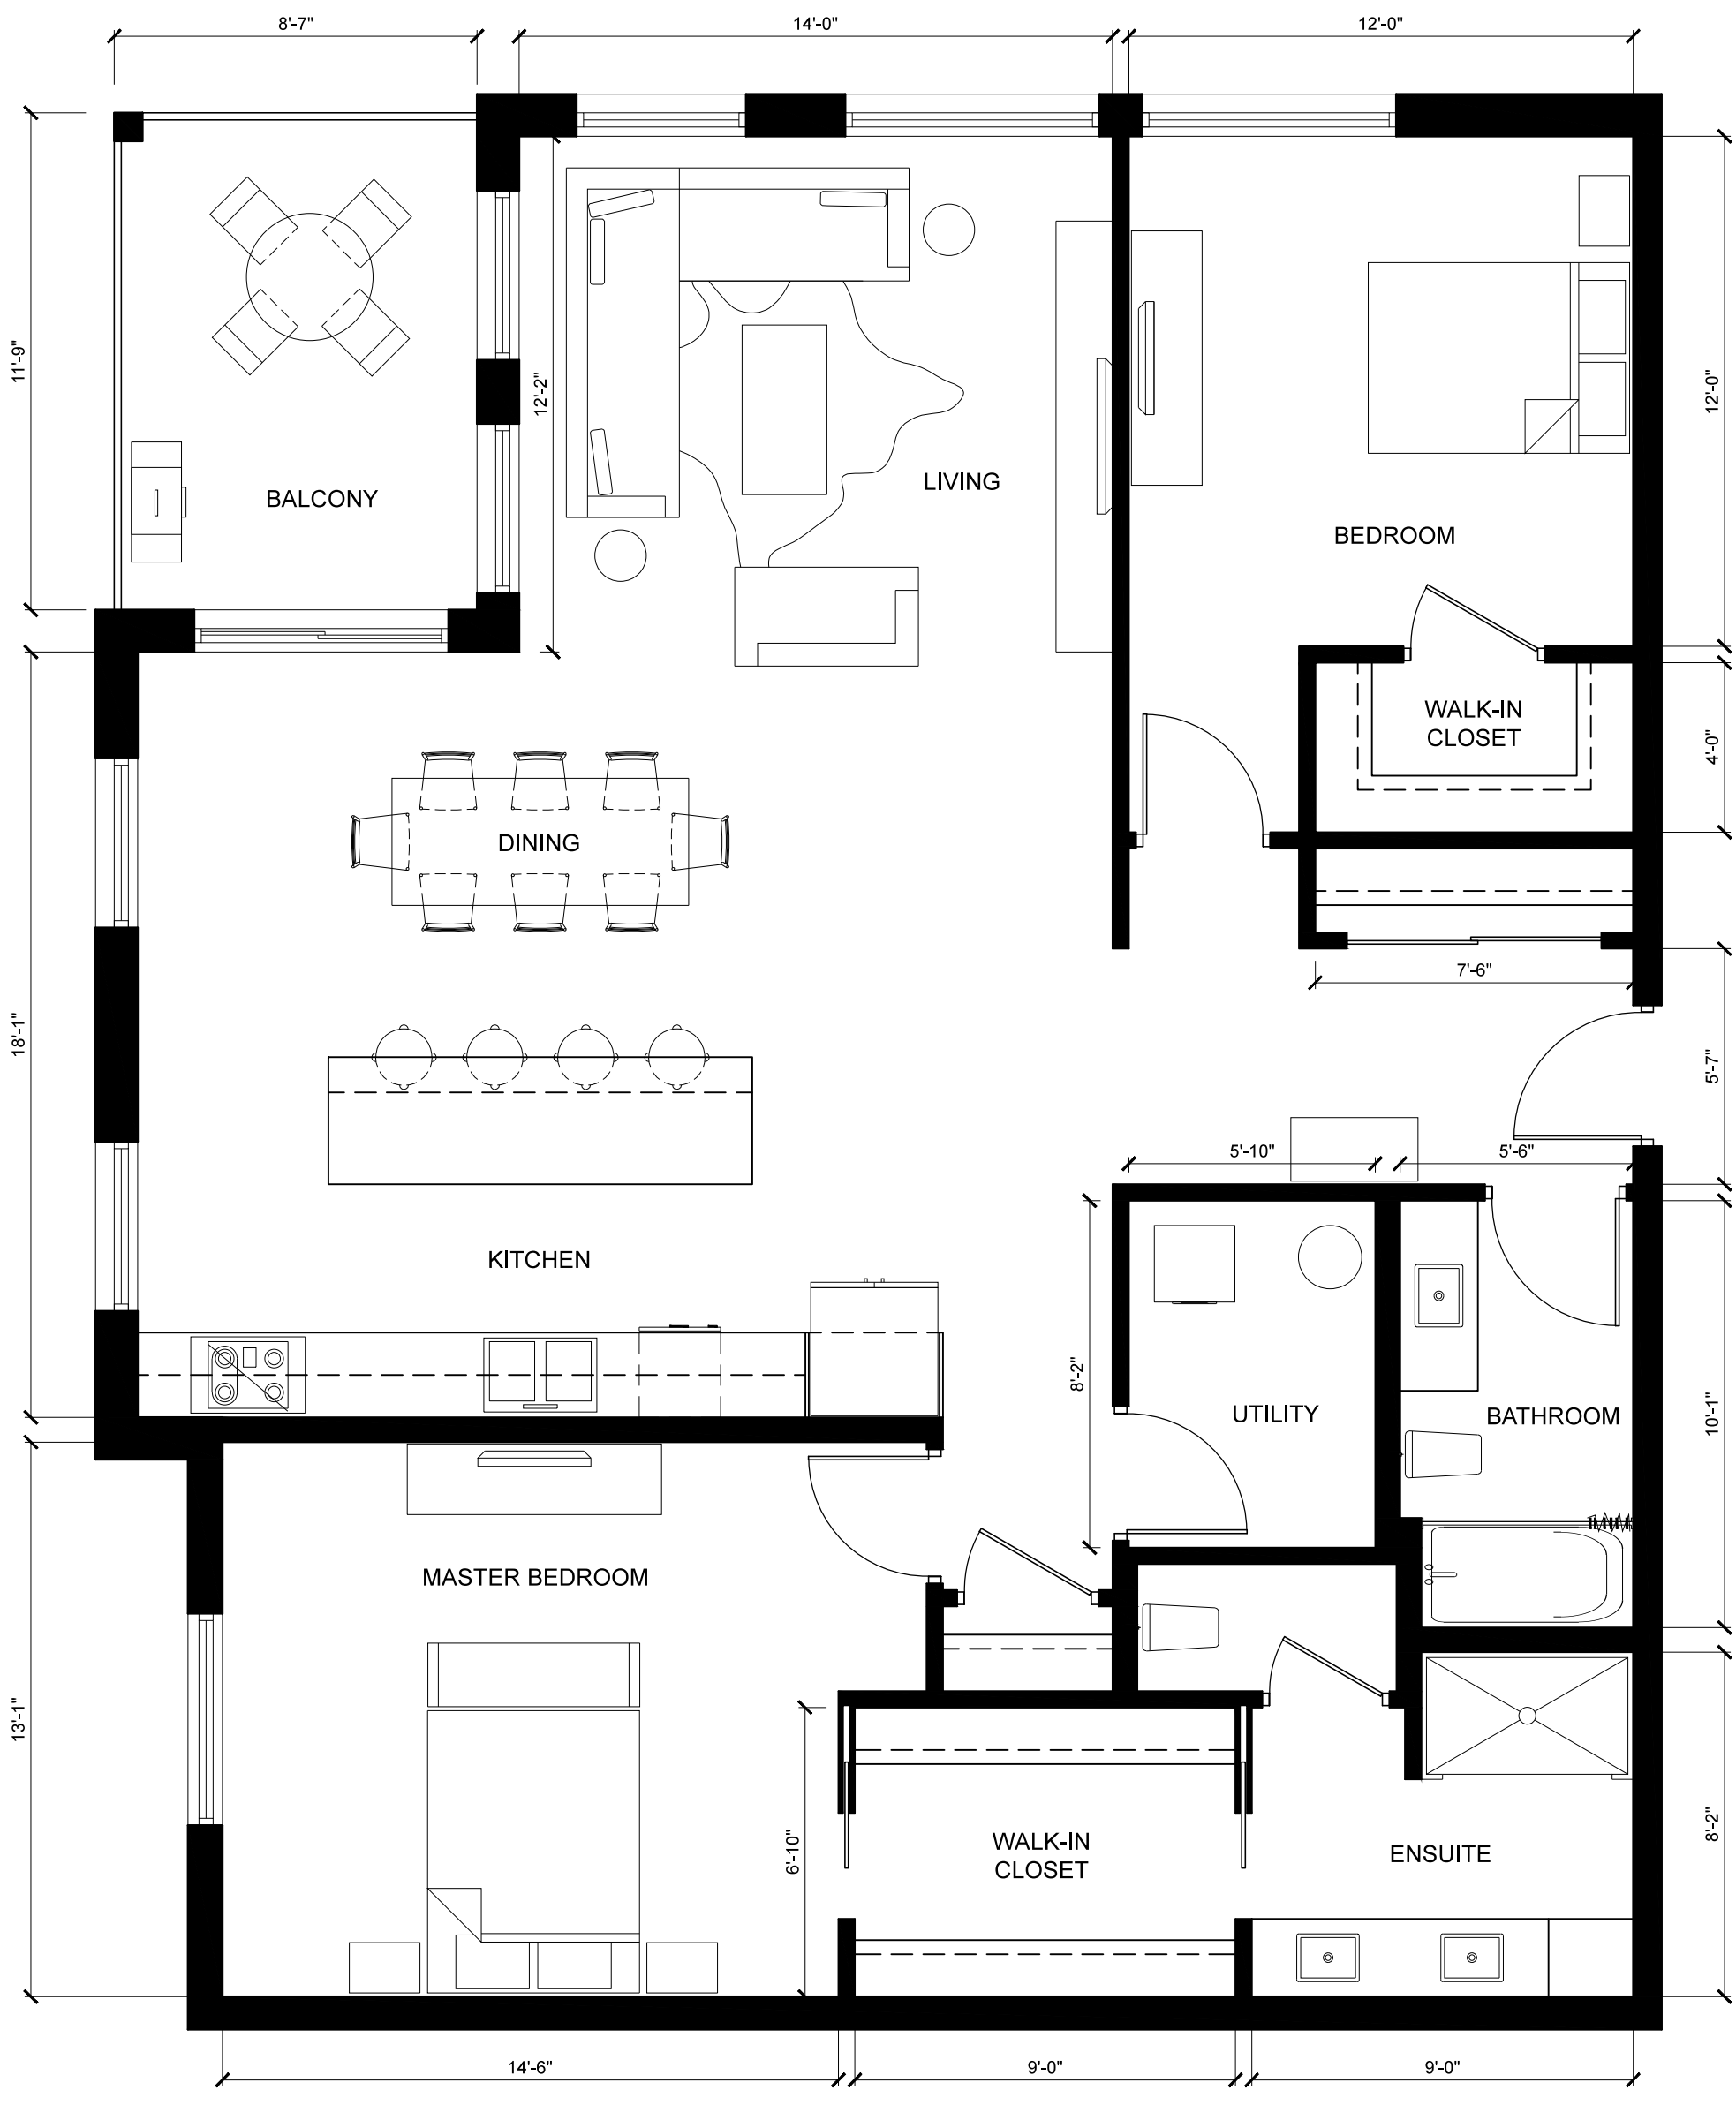 8'-7"
14'-0"
12'-0"
11'-9"
12'-2"
12'-0"
LIVING
BALCONY
BEDROOM
WALK-IN
CLOSET
4'-0"
DINING
7'-6"
18'-1"
5'-7"
5'-10"
5'-6"
KITCHEN
8'-2"
UTILITY
BATHROOM
10'-1"
MASTER BEDROOM
13'-1"
6'-10"
WALK-IN
CLOSET
ENSUITE
8'-2"
14'-6"
9'-0"
9'-0"